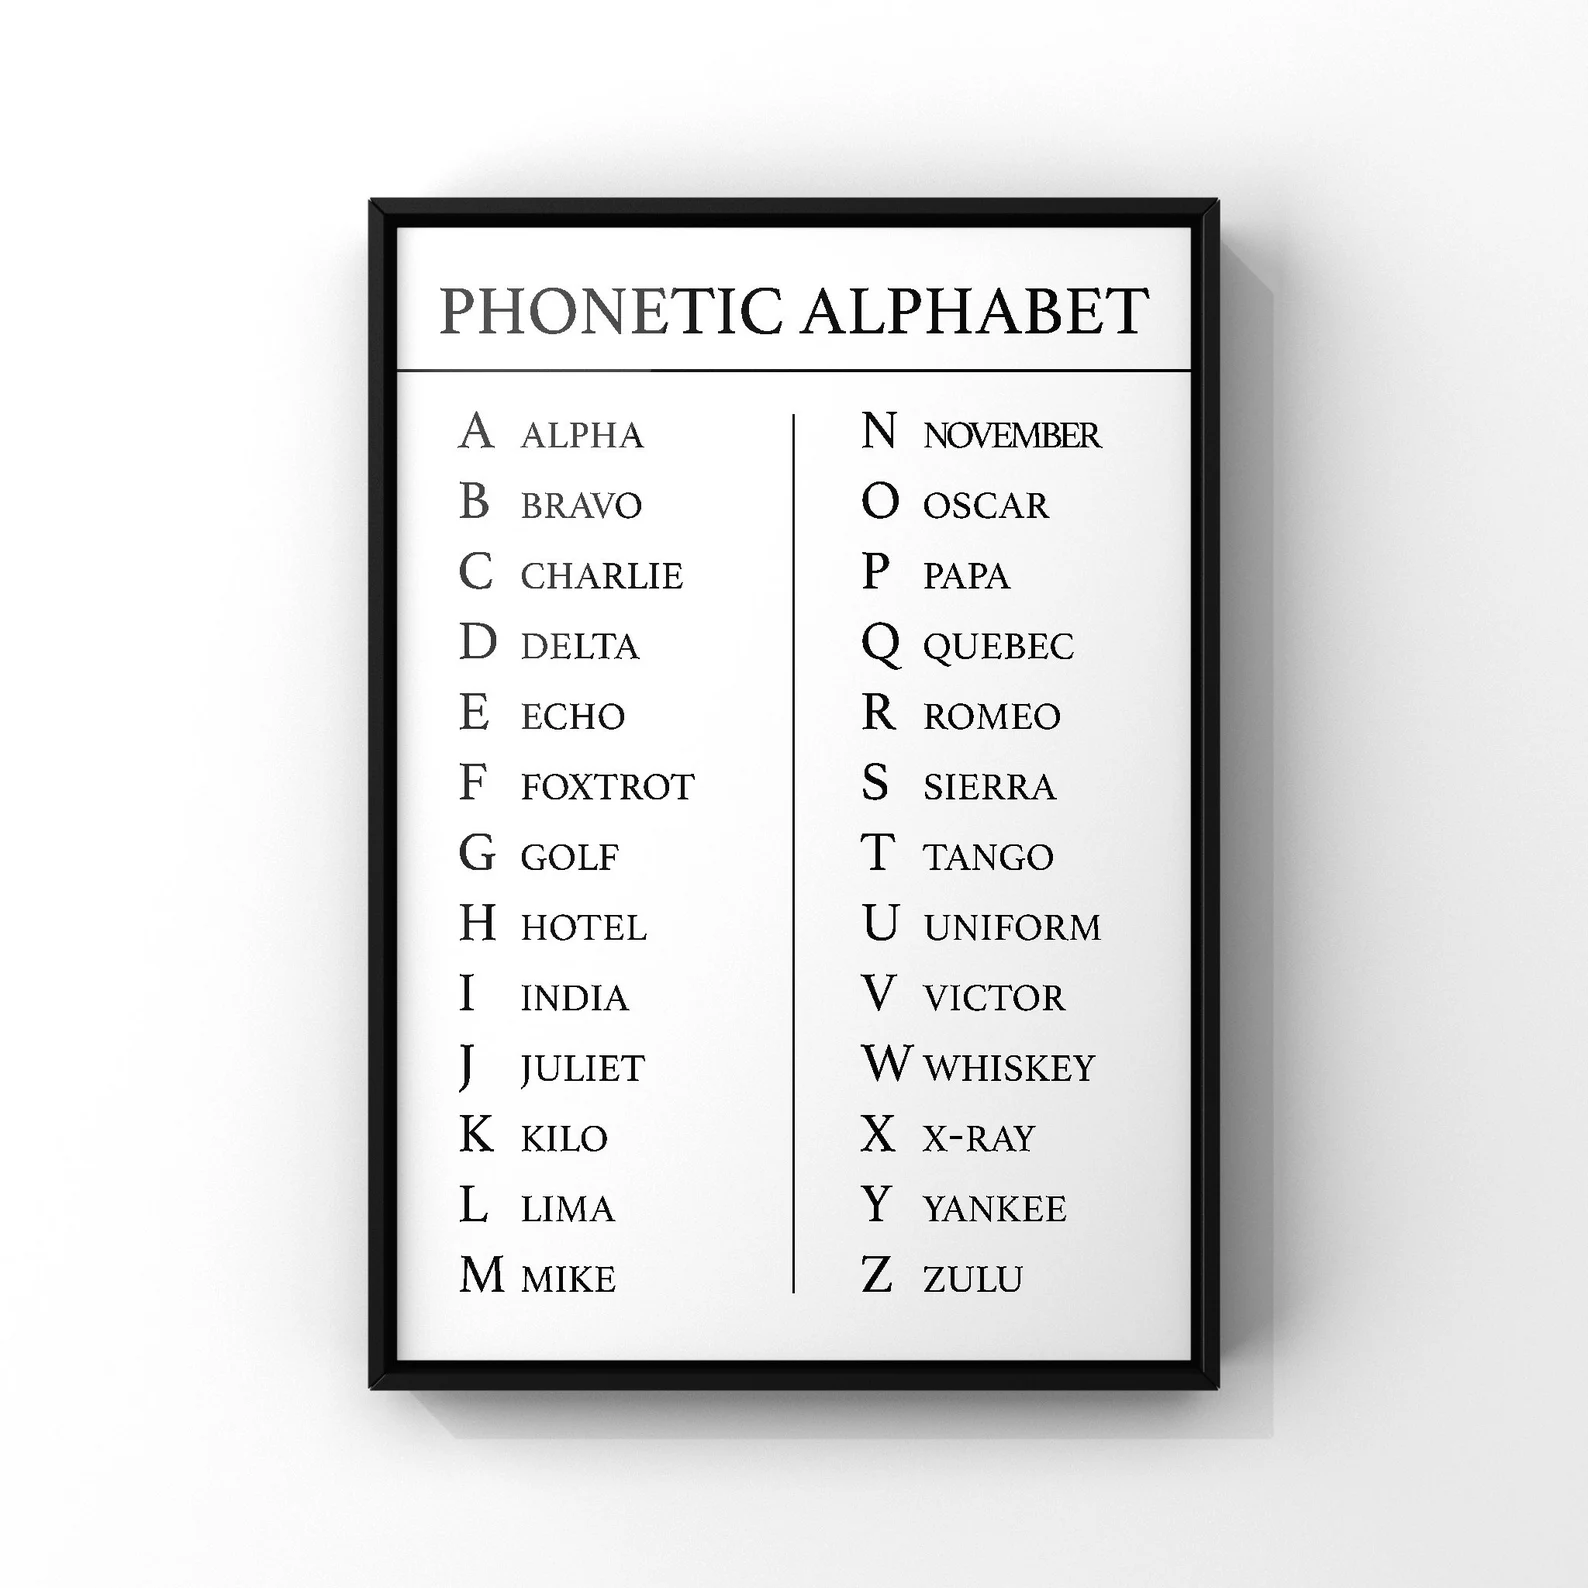 PHONETIC ALPHABET
A ALPHA
B BRAVO
C CHARLIE
D DELTA
E ECHO
F FOXTROT
G GOLF
H HOTEL
I INDIA
J JULIET
K KILO
L LIMA
M MIKE
N NOVEMBER
O OSCAR
P PAPA
Q QUEBEC
R ROMEO
S SIERRA
T TANGO
U UNIFORM
V VICTOR
W WHISKEY
X X-RAY
Y YANKEE
Z ZULU